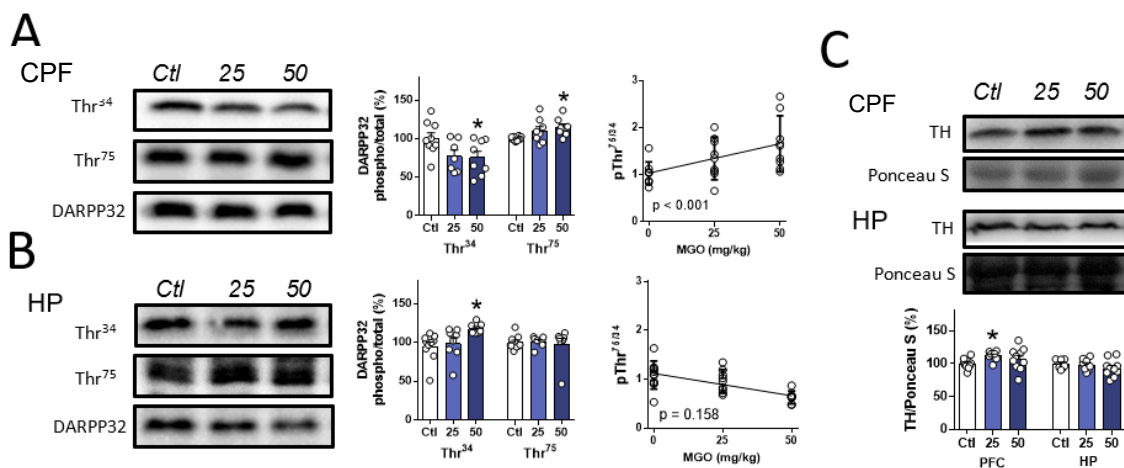 A
CPF
Ctl 25 50
Thr34
Thr75
DARPP32
DARPP32
phospho/total (%)
150
100
50
0
Ctl 25 50 Ctl 25 50
Thr34 Thr75
*
*
pThr75/34
3
2
1
0
p < 0.001
0 25 50
MGO (mg/kg)
B
HP
Ctl 25 50
Thr34
Thr75
DARPP32
DARPP32
phospho/total (%)
150
100
50
0
*
Ctl 25 50 Ctl 25 50
Thr34 Thr75
pThr75/34
3
2
1
0
p = 0.158
0 25 50
MGO (mg/kg)
C
CPF
Ctl 25 50
TH
Ponceau S
HP
TH
Ponceau S
TH/Ponceau S (%)
150
100
50
0
*
Ctl 25 50 Ctl 25 50
PFC HP